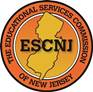 THE EDUCATIONAL SERVICES COMMISSION
ESCNJ
OF NEW JERSEY